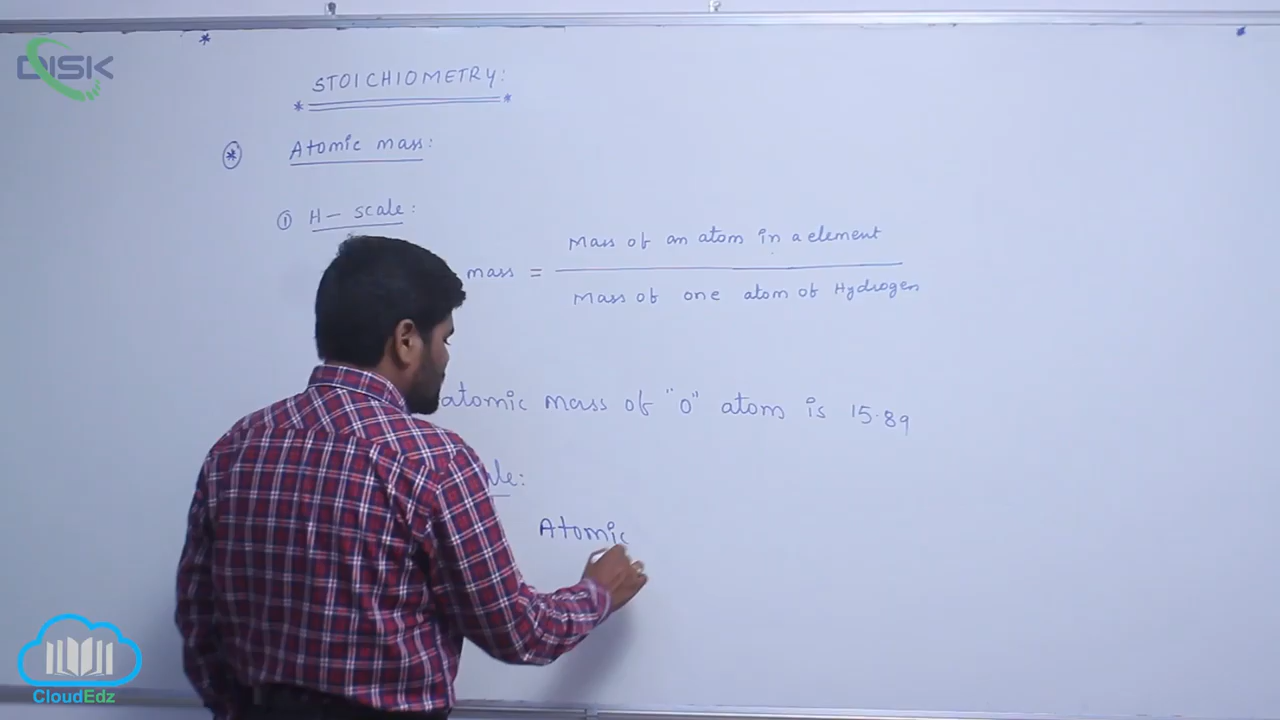 DISK
STOICHIOMETRY:
Atomic mass:
① H- scale:
mass = Mass of an atom in a element
Mass of one atom of Hydrogen
atomic mass of "O" atom is 15.89
Atomic
CloudEdz